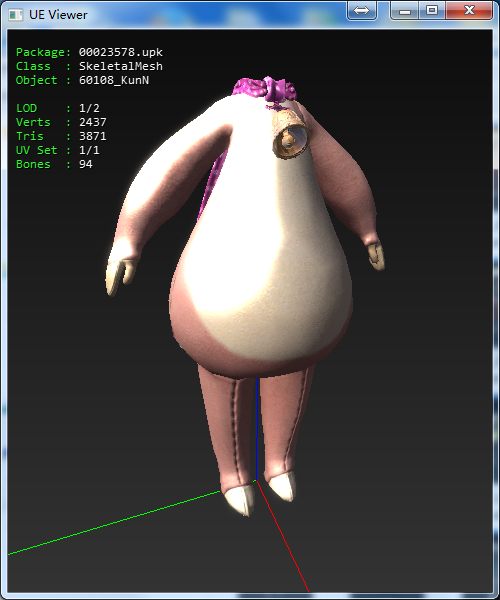 UE Viewer
Package: 00023578.upk
Class : SkeletalMesh
Object : 60108_KunN
LOD : 1/2
Verts : 2437
Tris : 3871
UV Set : 1/1
Bones : 94